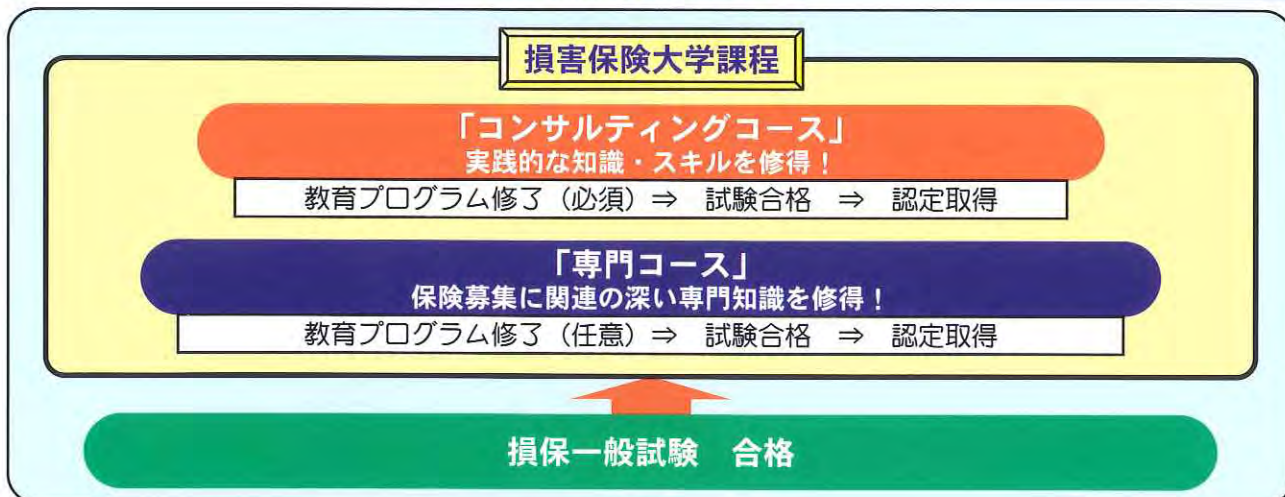 損害保険大学課程
「コンサルティングコース」
実践的な知識・スキルを修得！
教育プログラム修了（必須）⇒　試験合格　⇒　認定取得
「専門コース」
保険募集に関連の深い専門知識を修得！
教育プログラム修了（任意）⇒　試験合格　⇒　認定取得
損保一般試験　合格